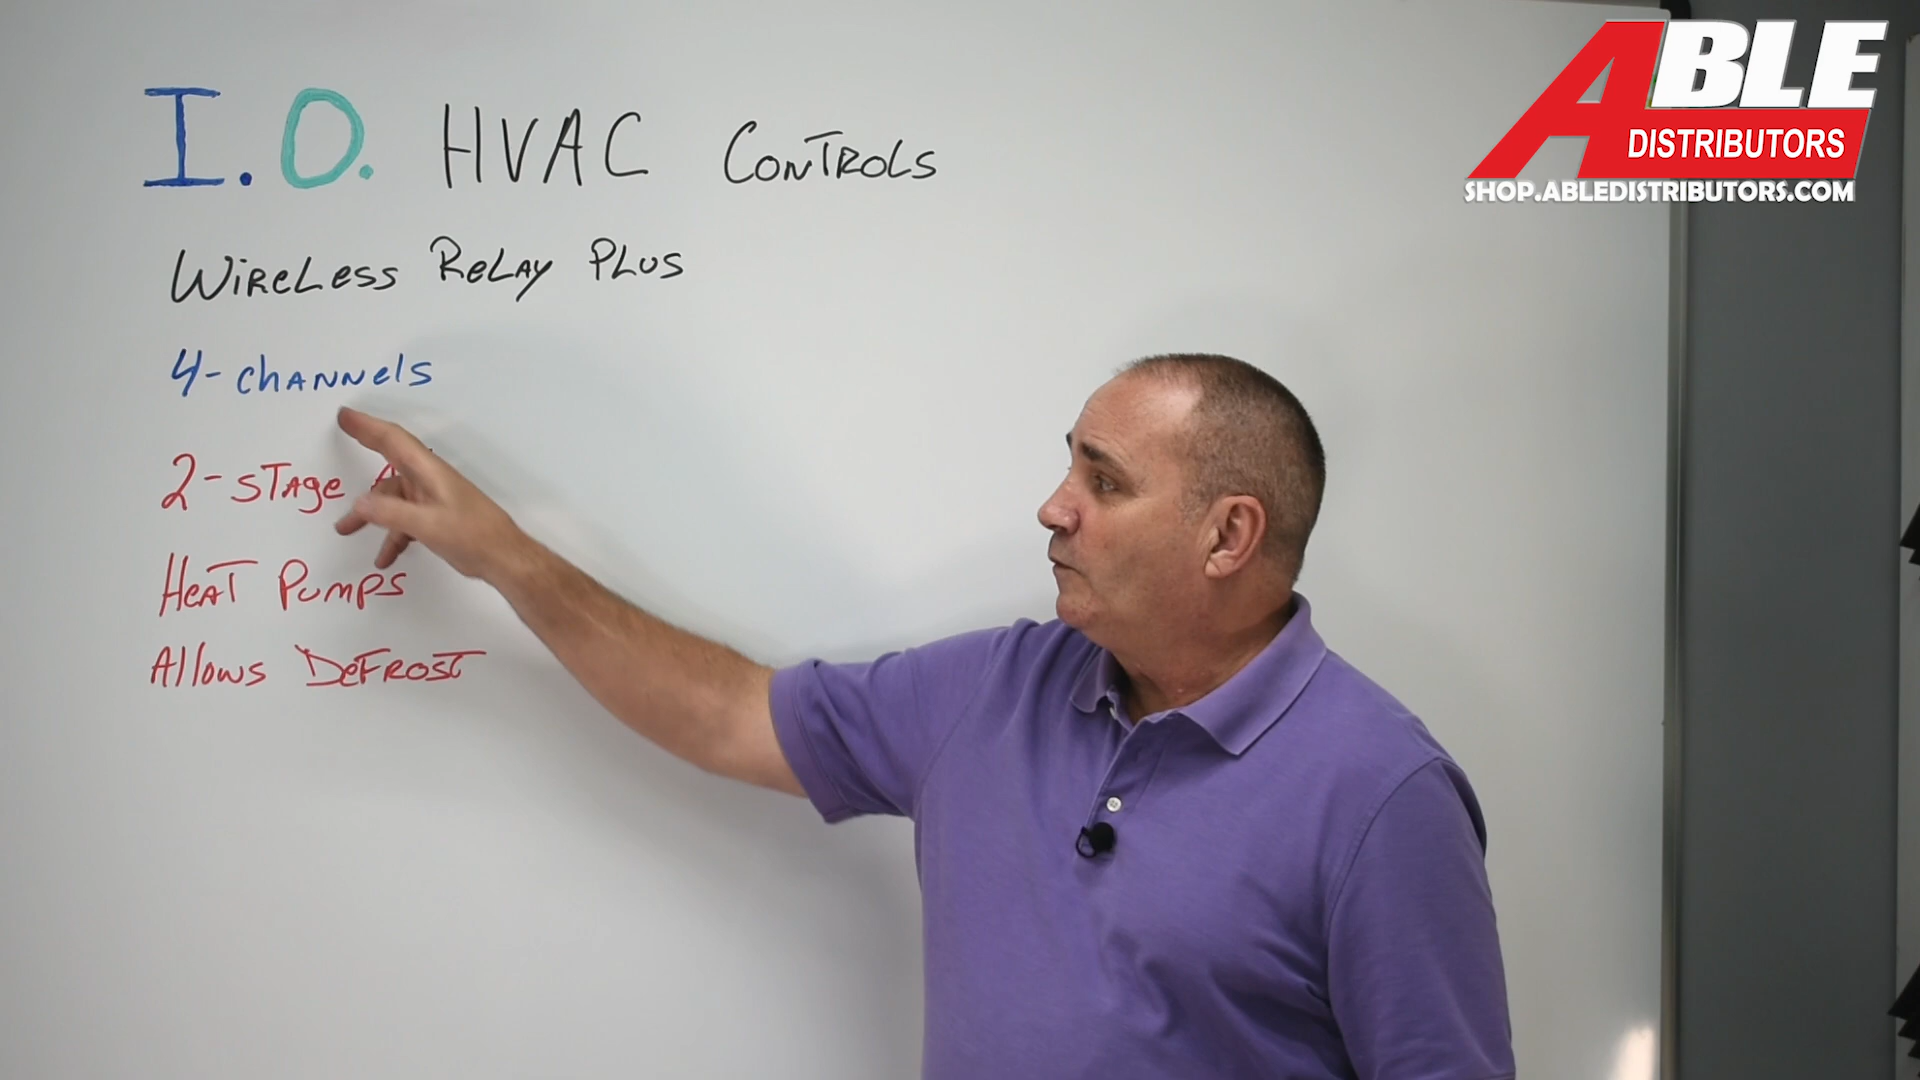 I.O. HVAC CONTROLS
WIRELESS RELAY PLUS
4-channels
2-STAGE
HEAT PUMPS
Allows DEFROST
ABLE
DISTRIBUTORS
SHOP.ABLEDISTRIBUTORS.COM